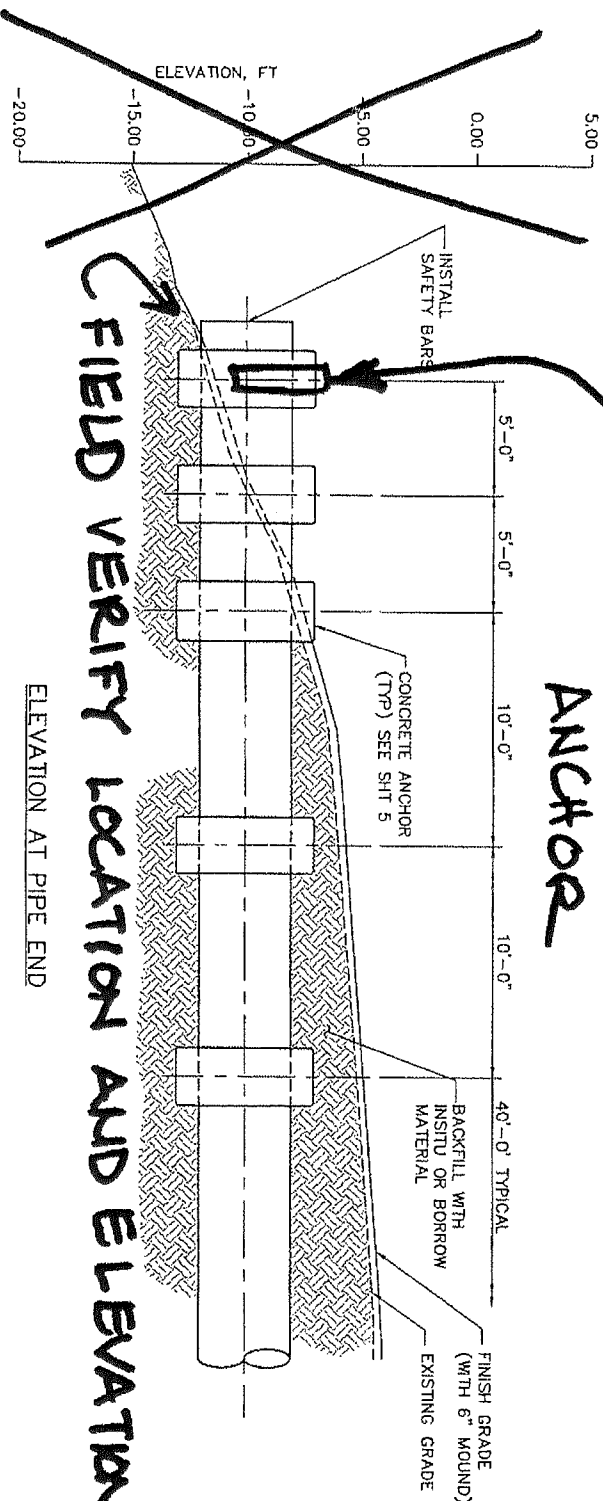 ANCHOR
ELEVATION, FT
5.00
0.00
-5.00
-10.00
-15.00
-20.00
INSTALL
SAFETY BARS
5'-0"
5'-0"
10'-0"
10'-0"
40'-0' TYPICAL
CONCRETE ANCHOR
(TYP) SEE SHT 5
BACKFILL WITH
INSITU OR BORROW
MATERIAL
FINISH GRADE
(WITH 6" MOUND)
EXISTING GRADE
FIELD VERIFY LOCATION AND ELEVATION
ELEVATION AT PIPE END